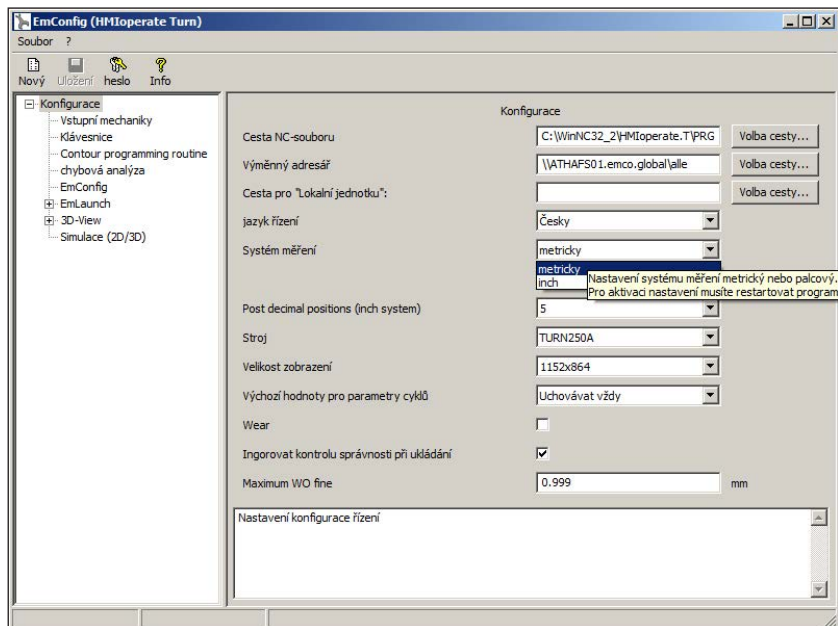 EmConfig (HMIoperate Turn)
Soubor ?
Nový Uložení heslo Info
Konfigurace
Vstupní mechaniky
Klávesnice
Contour programming routine
chybová analýza
EmConfig
EmLaunch
3D-View
Simulace (2D/3D)
Konfigurace
Cesta NC-souboru C:\WinNC32_2\HMIoperate.T\PRG Volba cesty...
Výměnný adresář \\ATHAFS01.emco.global\alle Volba cesty...
Cesta pro "Lokalní jednotku": Volba cesty...
jazyk řízení Česky
Systém měření metricky
metricky
inch
Nastavení systému měření metrický nebo palcový.
Pro aktivaci nastavení musíte restartovat program
Post decimal positions (inch system) 5
Stroj TURN250A
Velikost zobrazení 1152x864
Výchozí hodnoty pro parametry cyklů Uchovávat vždy
Wear
Ingorovat kontrolu správnosti při ukládání
Maximum WO fine 0.999 mm
Nastavení konfigurace řízení